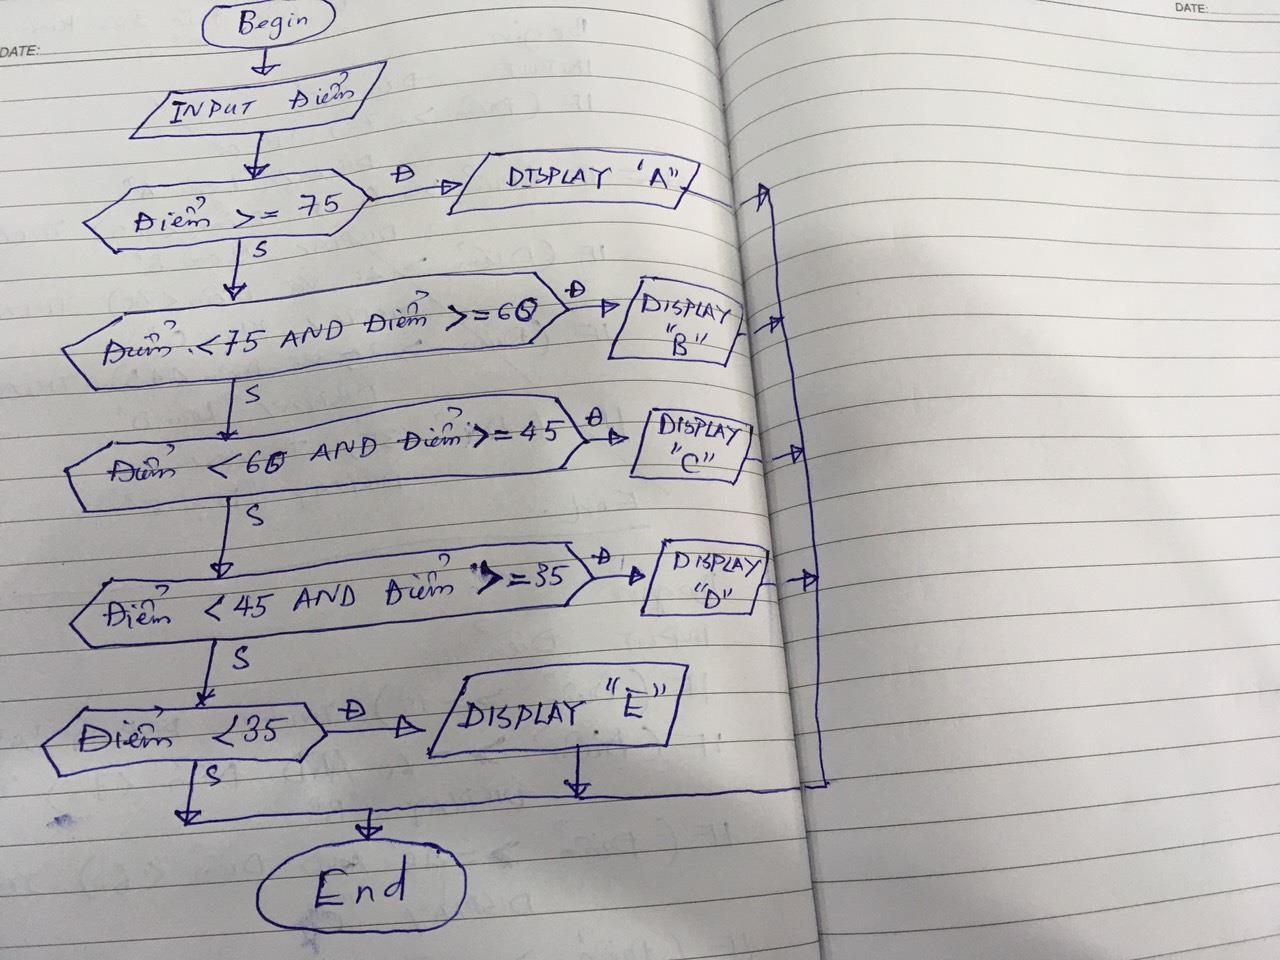 DATE:
DATE:
Begin
INPUT Điểm
Điểm >= 75
Đ
DISPLAY "A"
S
Điểm <75 AND Điểm >=60
Đ
DISPLAY
"B"
S
Điểm <60 AND Điểm >=45
Đ
DISPLAY
"C"
S
Điểm <45 AND Điểm >=35
Đ
DISPLAY
"D"
S
Điểm <35
Đ
DISPLAY "E"
S
End